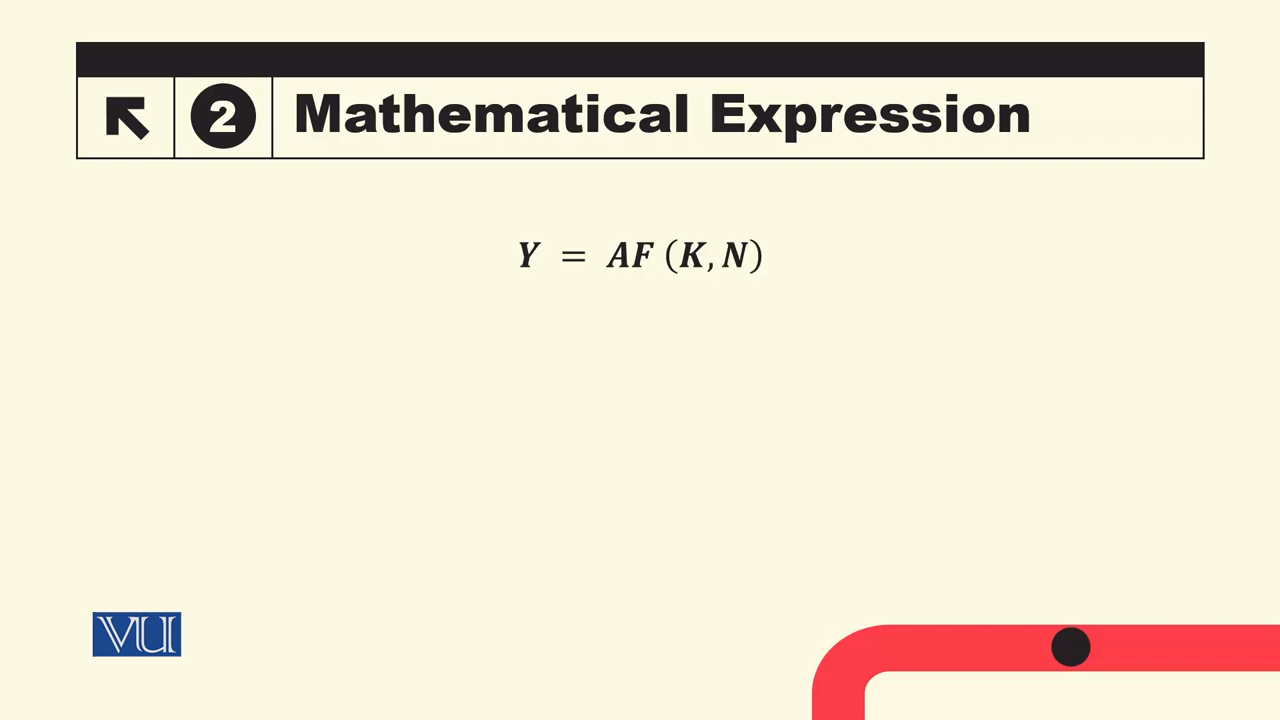 2 Mathematical Expression
Y = AF (K, N)
VU